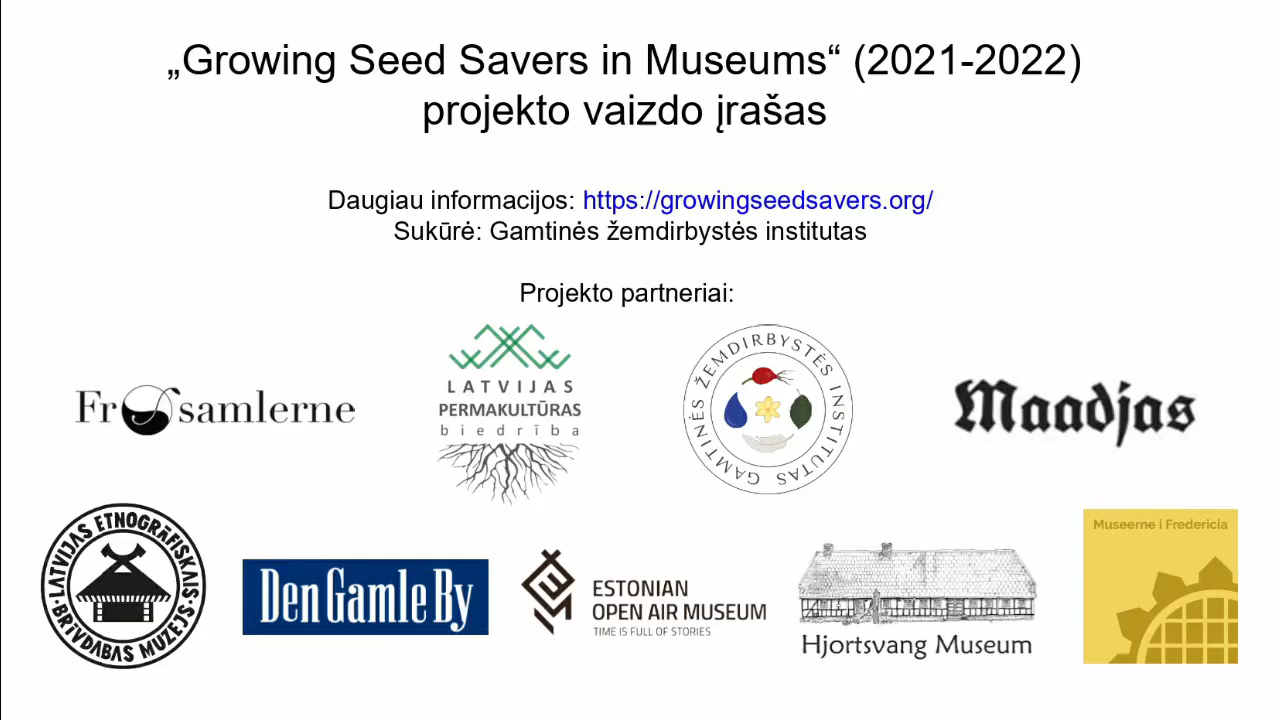 „Growing Seed Savers in Museums“ (2021-2022)
projekto vaizdo įrašas
Daugiau informacijos: https://growingseedsavers.org/
Sukūrė: Gamtinės žemdirbystės institutas
Projekto partneriai:
Frøsamlerne
LATVIJAS
PERMAKULTŪRAS
biedrība
GAMTINĖS ŽEMDIRBYSTĖS INSTITUTAS
Maadjas
LATVIJAS ETNOGRĀFISKAIS
BRĪVDABAS MUZEJS
Den Gamle By
ESTONIAN
OPEN AIR MUSEUM
TIME IS FULL OF STORIES
Hjortsvang Museum
Museerne i Fredericia